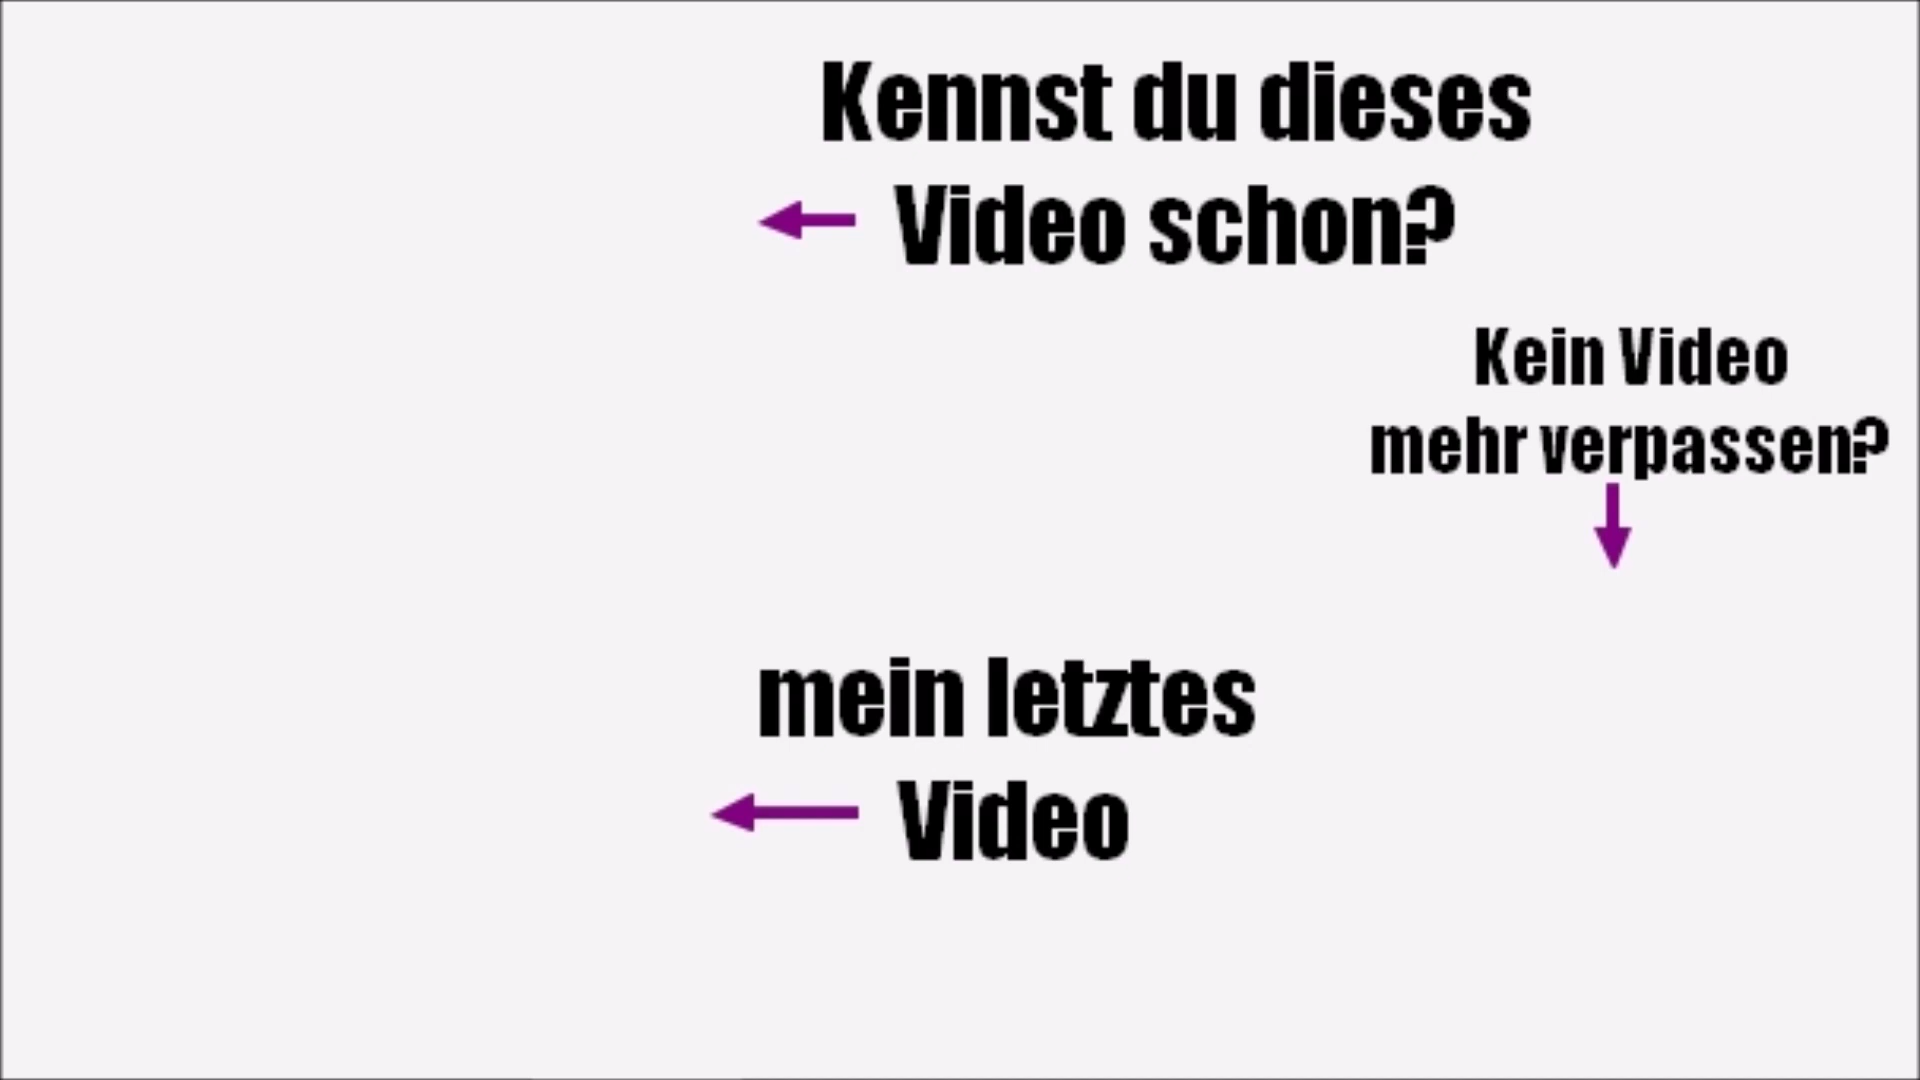 Kennst du dieses
Video schon?
Kein Video
mehr verpassen?
mein letztes
Video